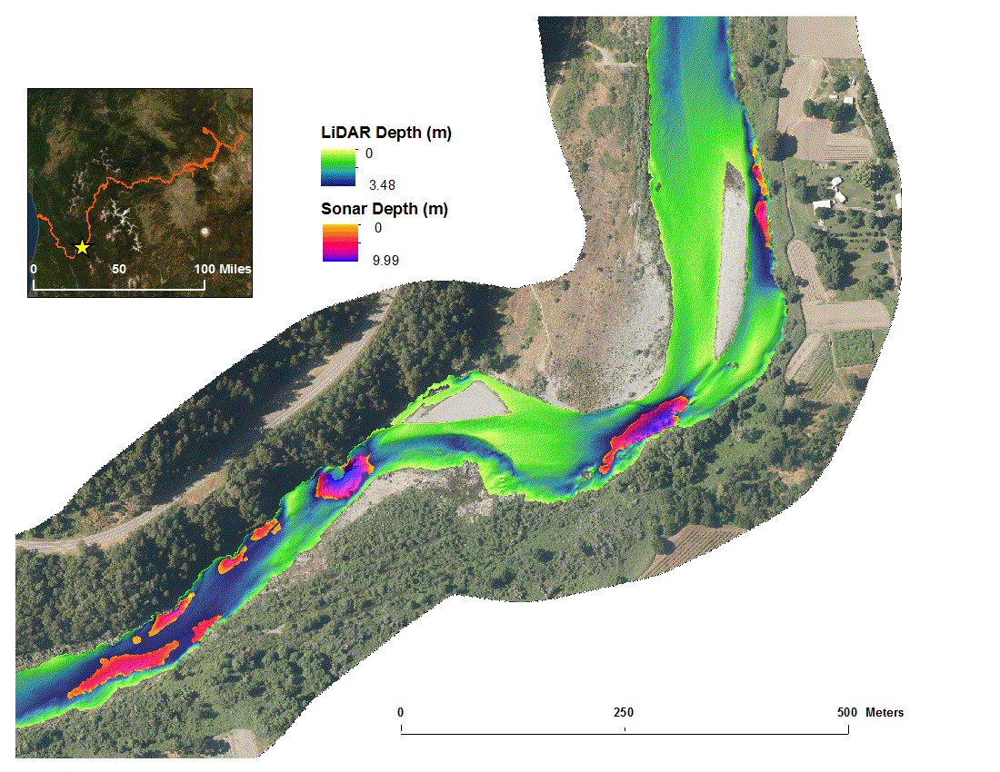 LiDAR Depth (m)
0
3.48
Sonar Depth (m)
0
9.99
0 50 100 Miles
0 250 500 Meters